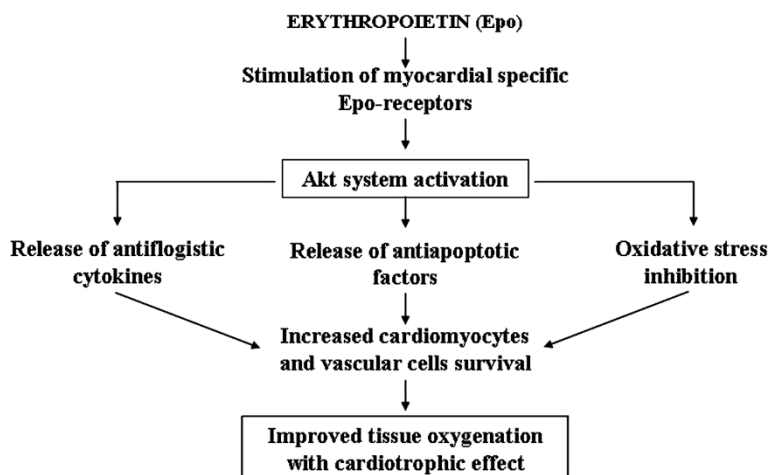 ERYTHROPOIETIN (Epo)
Stimulation of myocardial specific
Epo-receptors
Akt system activation
Release of antiflogistic
cytokines
Release of antiapoptotic
factors
Oxidative stress
inhibition
Increased cardiomyocytes
and vascular cells survival
Improved tissue oxygenation
with cardiotrophic effect